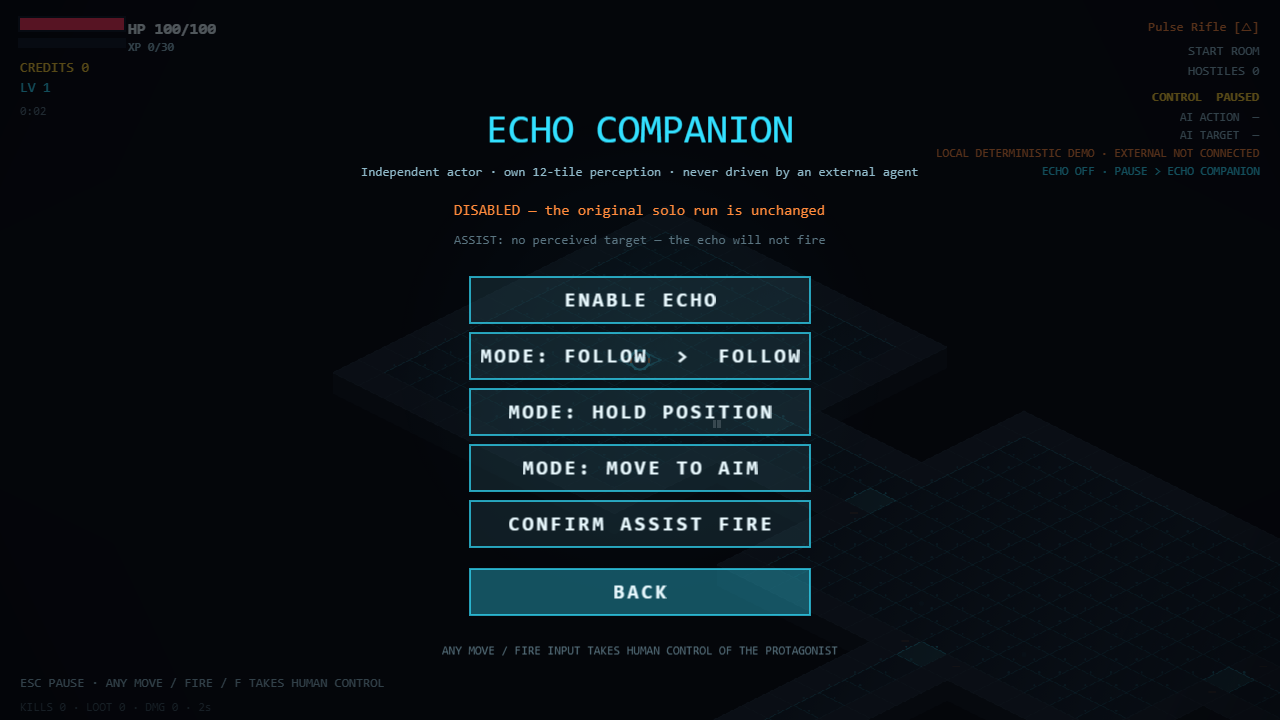 HP 100/100
XP 0/30
CREDITS 0
LV 1
0:02
Pulse Rifle [△]
START ROOM
HOSTILES 0
CONTROL  PAUSED
AI ACTION  —
AI TARGET  —
LOCAL DETERMINISTIC DEMO · EXTERNAL NOT CONNECTED
ECHO OFF · PAUSE > ECHO COMPANION
ECHO COMPANION
Independent actor · own 12-tile perception · never driven by an external agent
DISABLED — the original solo run is unchanged
ASSIST: no perceived target — the echo will not fire
ENABLE ECHO
MODE: FOLLOW  >  FOLLOW
MODE: HOLD POSITION
MODE: MOVE TO AIM
CONFIRM ASSIST FIRE
BACK
ANY MOVE / FIRE INPUT TAKES HUMAN CONTROL OF THE PROTAGONIST
ESC PAUSE · ANY MOVE / FIRE / F TAKES HUMAN CONTROL
KILLS 0 · LOOT 0 · DMG 0 · 2s